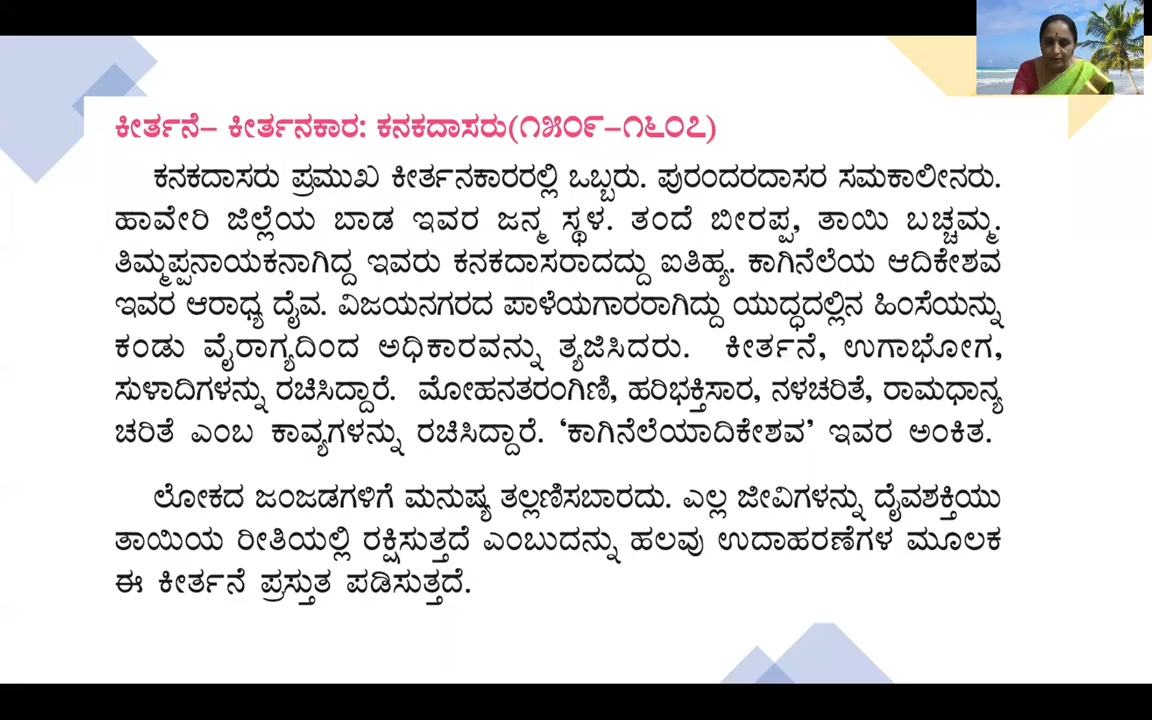 ಕೀರ್ತನೆ– ಕೀರ್ತನಕಾರ: ಕನಕದಾಸರು(೧೫೦೯–೧೬೦೭)
ಕನಕದಾಸರು ಪ್ರಮುಖ ಕೀರ್ತನಕಾರರಲ್ಲಿ ಒಬ್ಬರು. ಪುರಂದರದಾಸರ ಸಮಕಾಲೀನರು.
ಹಾವೇರಿ ಜಿಲ್ಲೆಯ ಬಾಡ ಇವರ ಜನ್ಮ ಸ್ಥಳ. ತಂದೆ ಬೀರಪ್ಪ, ತಾಯಿ ಬಚ್ಚಮ್ಮ.
ತಿಮ್ಮಪ್ಪನಾಯಕನಾಗಿದ್ದ ಇವರು ಕನಕದಾಸರಾದದ್ದು ಐತಿಹ್ಯ. ಕಾಗಿನೆಲೆಯ ಆದಿಕೇಶವ
ಇವರ ಆರಾಧ್ಯ ದೈವ. ವಿಜಯನಗರದ ಪಾಳೆಯಗಾರರಾಗಿದ್ದು ಯುದ್ಧದಲ್ಲಿನ ಹಿಂಸೆಯನ್ನು
ಕಂಡು ವೈರಾಗ್ಯದಿಂದ ಅಧಿಕಾರವನ್ನು ತ್ಯಜಿಸಿದರು. ಕೀರ್ತನೆ, ಉಗಾಭೋಗ,
ಸುಳಾದಿಗಳನ್ನು ರಚಿಸಿದ್ದಾರೆ. ಮೋಹನತರಂಗಿಣಿ, ಹರಿಭಕ್ತಿಸಾರ, ನಳಚರಿತೆ, ರಾಮಧಾನ್ಯ
ಚರಿತೆ ಎಂಬ ಕಾವ್ಯಗಳನ್ನು ರಚಿಸಿದ್ದಾರೆ. ‘ಕಾಗಿನೆಲೆಯಾದಿಕೇಶವ’ ಇವರ ಅಂಕಿತ.
ಲೋಕದ ಜಂಜಡಗಳಿಗೆ ಮನುಷ್ಯ ತಲ್ಲಣಿಸಬಾರದು. ಎಲ್ಲ ಜೀವಿಗಳನ್ನು ದೈವಶಕ್ತಿಯು
ತಾಯಿಯ ರೀತಿಯಲ್ಲಿ ರಕ್ಷಿಸುತ್ತದೆ ಎಂಬುದನ್ನು ಹಲವು ಉದಾಹರಣೆಗಳ ಮೂಲಕ
ಈ ಕೀರ್ತನೆ ಪ್ರಸ್ತುತ ಪಡಿಸುತ್ತದೆ.